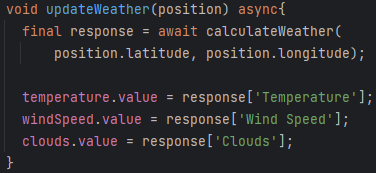 void updateWeather(position) async{
  final response = await calculateWeather(
      position.latitude, position.longitude);

  temperature.value = response['Temperature'];
  windSpeed.value = response['Wind Speed'];
  clouds.value = response['Clouds'];
}